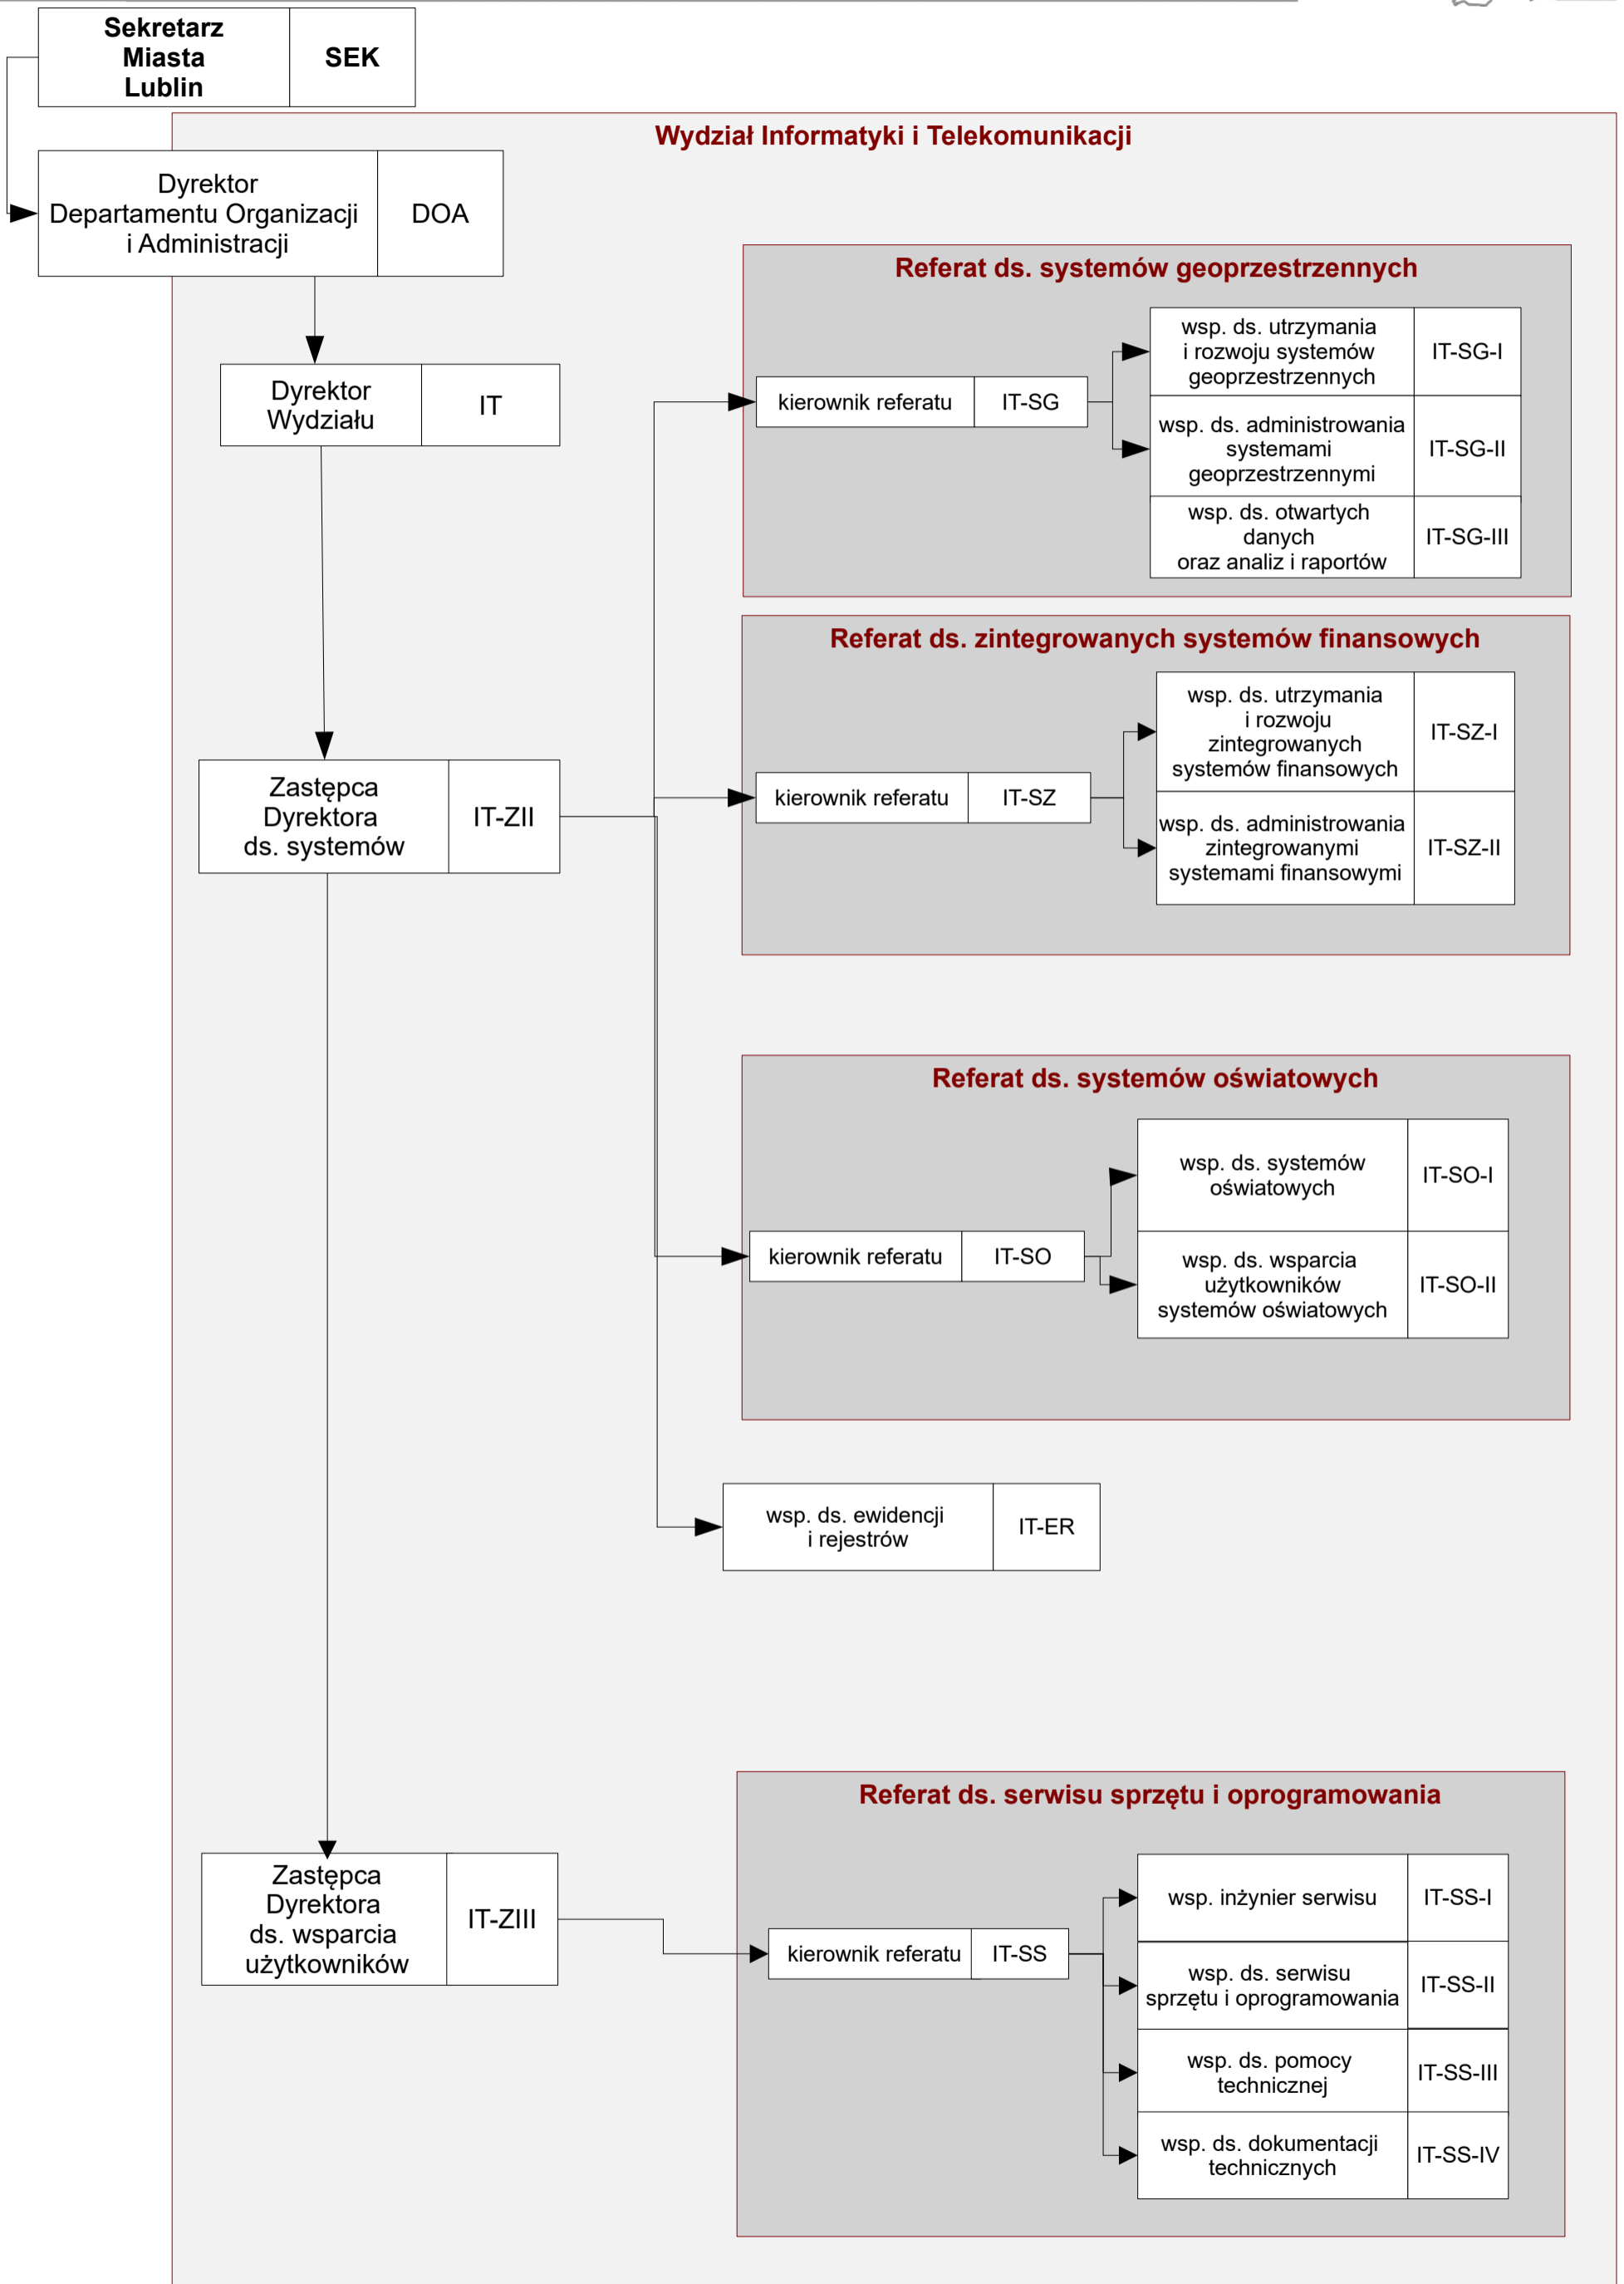 Sekretarz
Miasta
Lublin
SEK
Wydział Informatyki i Telekomunikacji
Dyrektor
Departamentu Organizacji
i Administracji
DOA
Dyrektor
Wydziału
IT
Referat ds. systemów geoprzestrzennych
kierownik referatu
IT-SG
wsp. ds. utrzymania
i rozwoju systemów
geoprzestrzennych
IT-SG-I
wsp. ds. administrowania
systemami
geoprzestrzennymi
IT-SG-II
wsp. ds. otwartych
danych
oraz analiz i raportów
IT-SG-III
Zastępca
Dyrektora
ds. systemów
IT-ZII
Referat ds. zintegrowanych systemów finansowych
kierownik referatu
IT-SZ
wsp. ds. utrzymania
i rozwoju
zintegrowanych
systemów finansowych
IT-SZ-I
wsp. ds. administrowania
zintegrowanymi
systemami finansowymi
IT-SZ-II
Referat ds. systemów oświatowych
kierownik referatu
IT-SO
wsp. ds. systemów
oświatowych
IT-SO-I
wsp. ds. wsparcia
użytkowników
systemów oświatowych
IT-SO-II
wsp. ds. ewidencji
i rejestrów
IT-ER
Zastępca
Dyrektora
ds. wsparcia
użytkowników
IT-ZIII
Referat ds. serwisu sprzętu i oprogramowania
kierownik referatu
IT-SS
wsp. inżynier serwisu
IT-SS-I
wsp. ds. serwisu
sprzętu i oprogramowania
IT-SS-II
wsp. ds. pomocy
technicznej
IT-SS-III
wsp. ds. dokumentacji
technicznych
IT-SS-IV